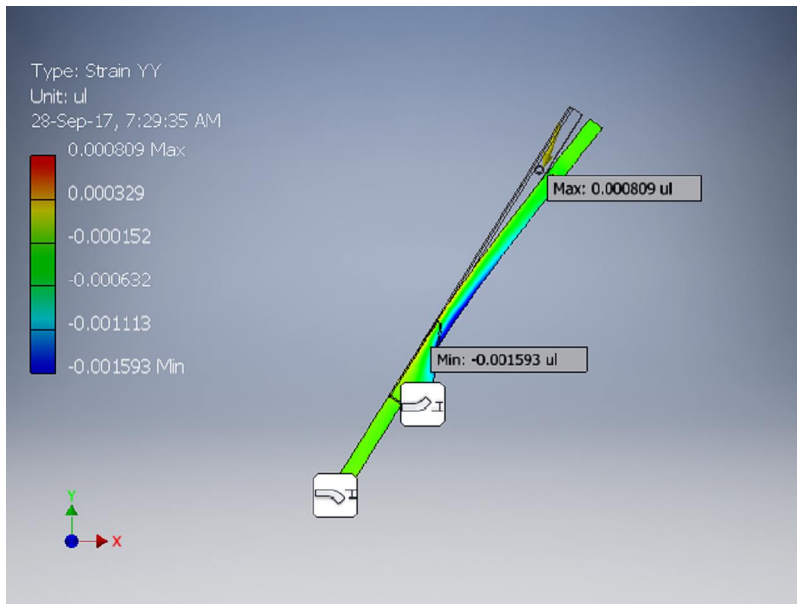 Type: Strain YY
Unit: ul
28-Sep-17, 7:29:35 AM
0.000809 Max
0.000329
-0.000152
-0.000632
-0.001113
-0.001593 Min
Max: 0.000809 ul
Min: -0.001593 ul
Y
X